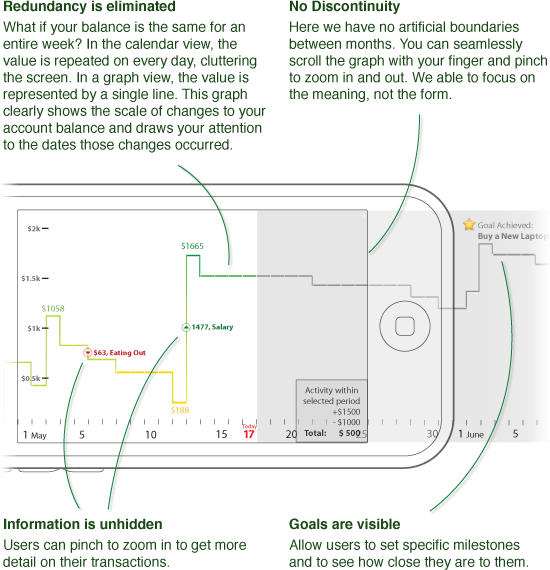 Redundancy is eliminated
What if your balance is the same for an
entire week? In the calendar view, the
value is repeated on every day, cluttering
the screen. In a graph view, the value is
represented by a single line. This graph
clearly shows the scale of changes to your
account balance and draws your attention
to the dates those changes occurred.
No Discontinuity
Here we have no artificial boundaries
between months. You can seamlessly
scroll the graph with your finger and pinch
to zoom in and out. We able to focus on
the meaning, not the form.
$2k
$1.5k
$1k
$0.5k
$1058
$63, Eating Out
$188
$1665
1477, Salary
Goal Achieved:
Buy a New Laptop
Activity within
selected period
+$1500
-$1000
Total: $ 500
1 May 5 10 15 Today 17 20 25 30 1 June 5
Information is unhidden
Users can pinch to zoom in to get more
detail on their transactions.
Goals are visible
Allow users to set specific milestones
and to see how close they are to them.